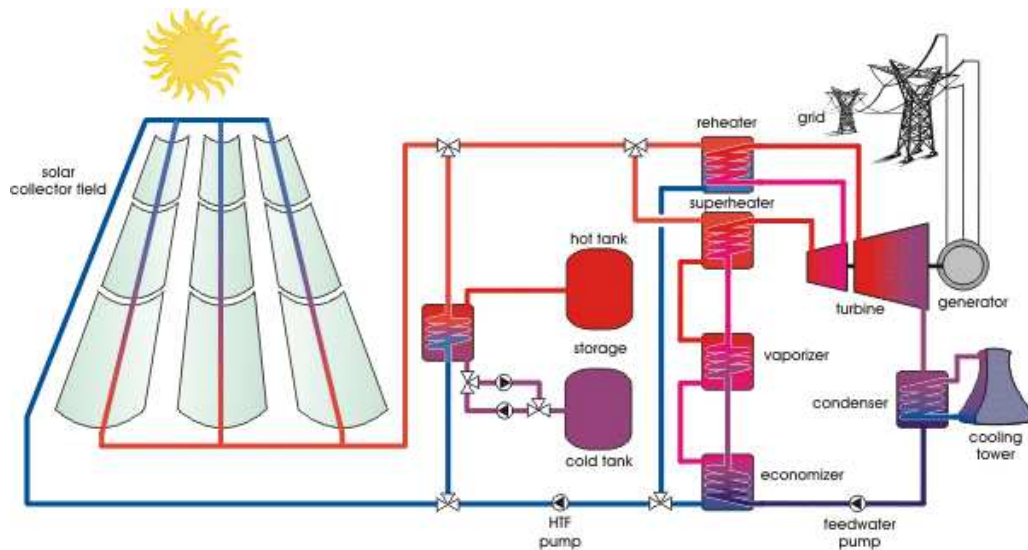 solar
collector field
reheater
grid
superheater
hot tank
storage
turbine
generator
vaporizer
condenser
cooling
tower
cold tank
economizer
HTF
pump
feedwater
pump